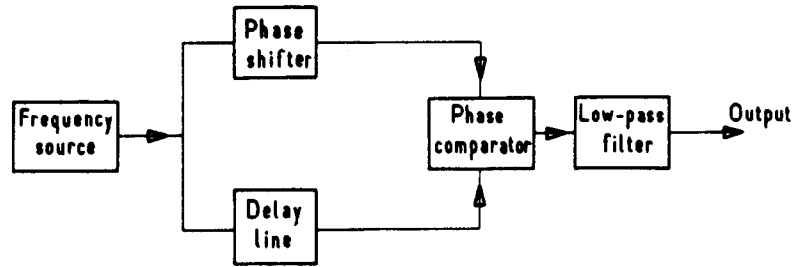 Phase
shifter
Frequency
source
Phase
comparator
Low-pass
filter
Output
Delay
line